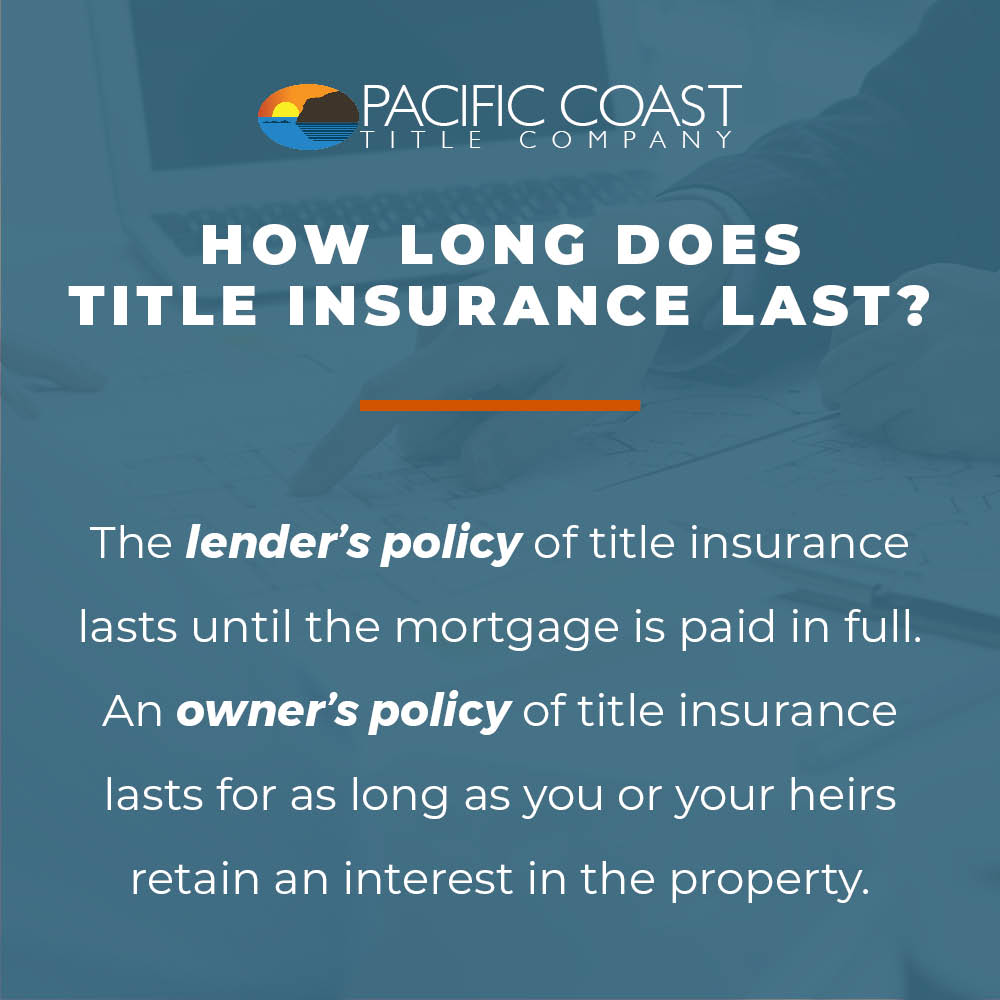 PACIFIC COAST
TITLE COMPANY
HOW LONG DOES
TITLE INSURANCE LAST?
The lender’s policy of title insurance
lasts until the mortgage is paid in full.
An owner’s policy of title insurance
lasts for as long as you or your heirs
retain an interest in the property.